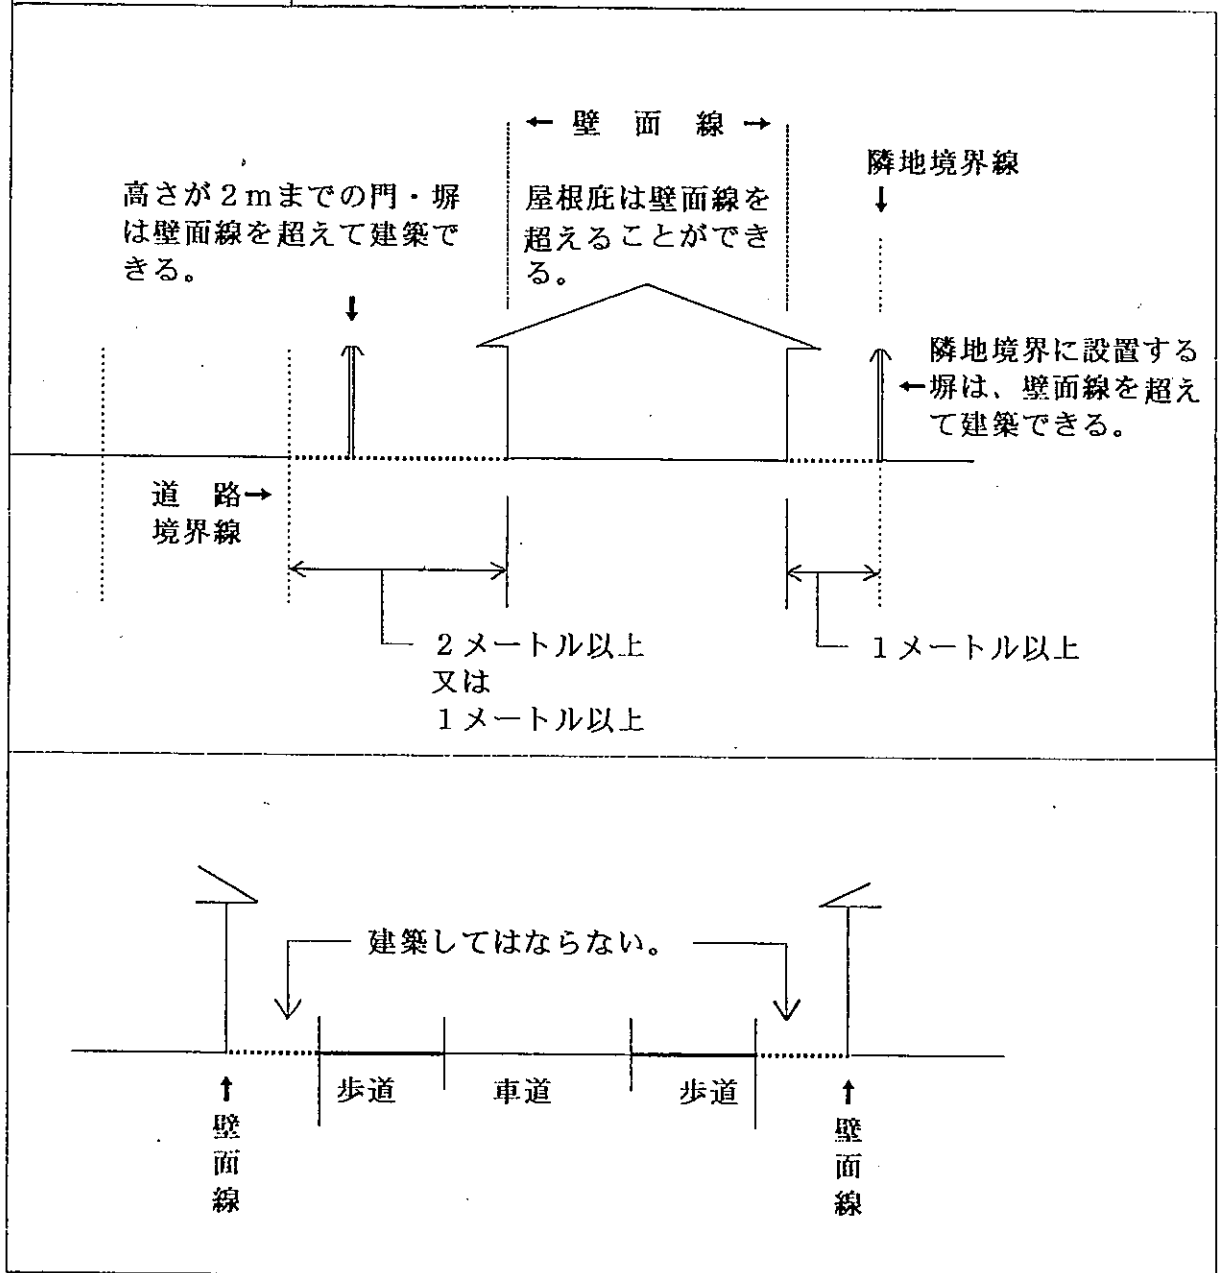 ←壁 面 線→
隣地境界線
↓
高さが２ｍまでの門・塀
は壁面線を超えて建築で
きる。
↓
屋根庇は壁面線を
超えることができ
る。
隣地境界に設置する
←塀は、壁面線を超え
て建築できる。
道 路→
境界線
２メートル以上
又は
１メートル以上
１メートル以上
建築してはならない。
歩道
車道
歩道
↑
壁
面
線
↑
壁
面
線